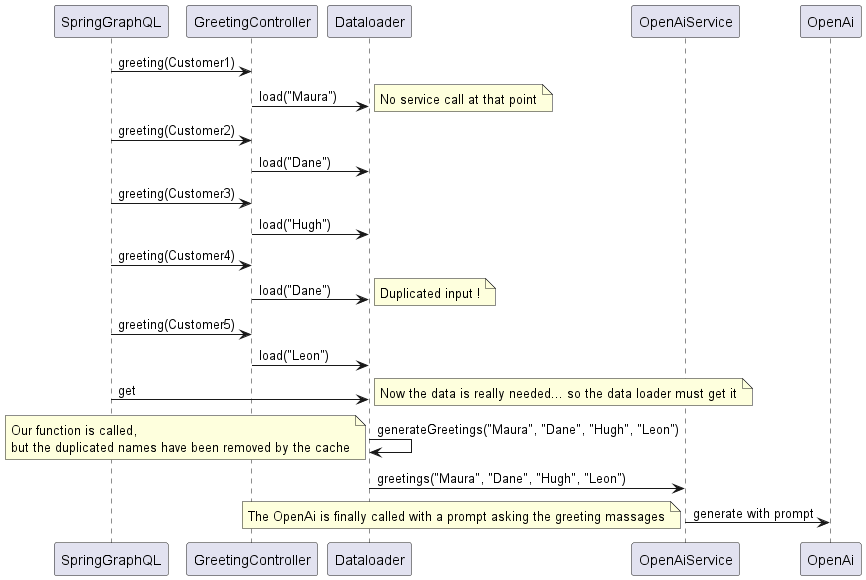 SpringGraphQL GreetingController Dataloader OpenAiService OpenAi
greeting(Customer1)
load("Maura")
No service call at that point
greeting(Customer2)
load("Dane")
greeting(Customer3)
load("Hugh")
greeting(Customer4)
load("Dane")
Duplicated input !
greeting(Customer5)
load("Leon")
get
Now the data is really needed... so the data loader must get it
Our function is called,
but the duplicated names have been removed by the cache
generateGreetings("Maura", "Dane", "Hugh", "Leon")
greetings("Maura", "Dane", "Hugh", "Leon")
The OpenAi is finally called with a prompt asking the greeting massages
generate with prompt
SpringGraphQL GreetingController Dataloader OpenAiService OpenAi